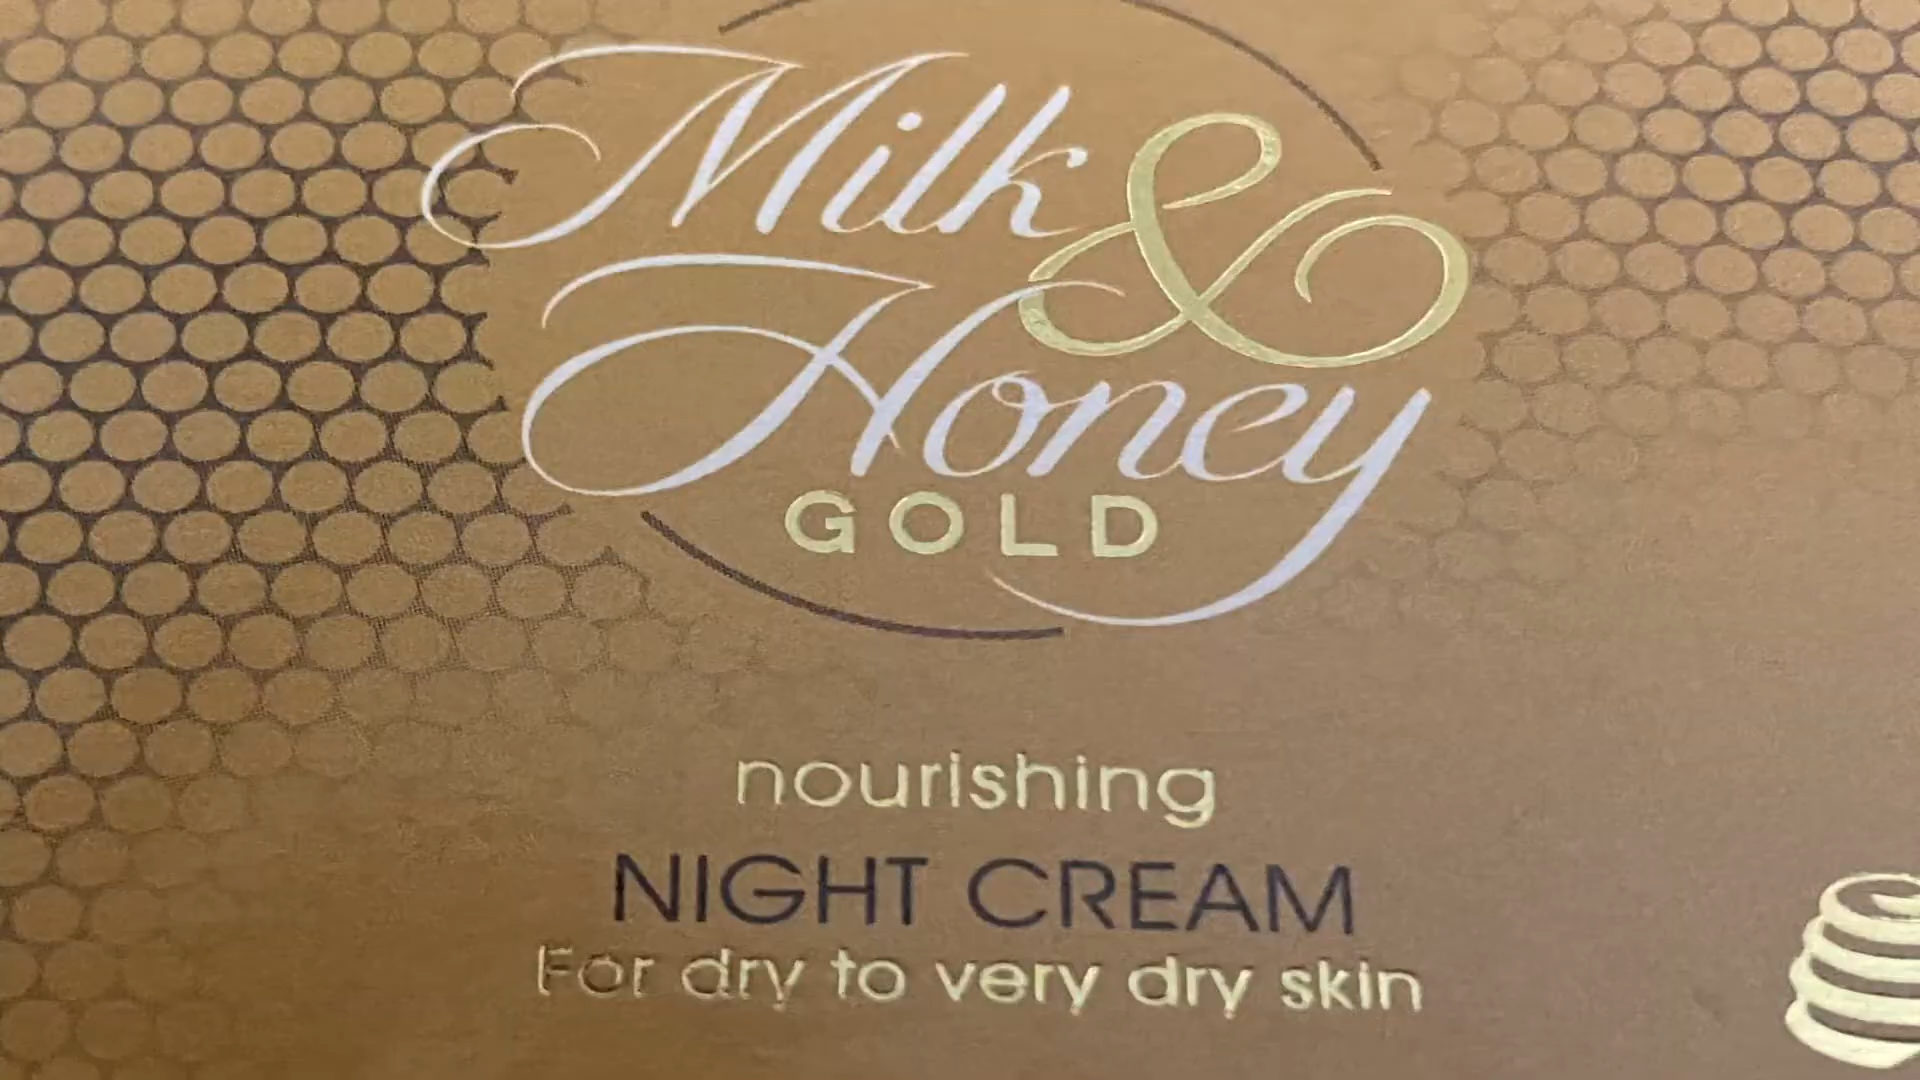 Milk &
Honey
GOLD
nourishing
NIGHT CREAM
For dry to very dry skin